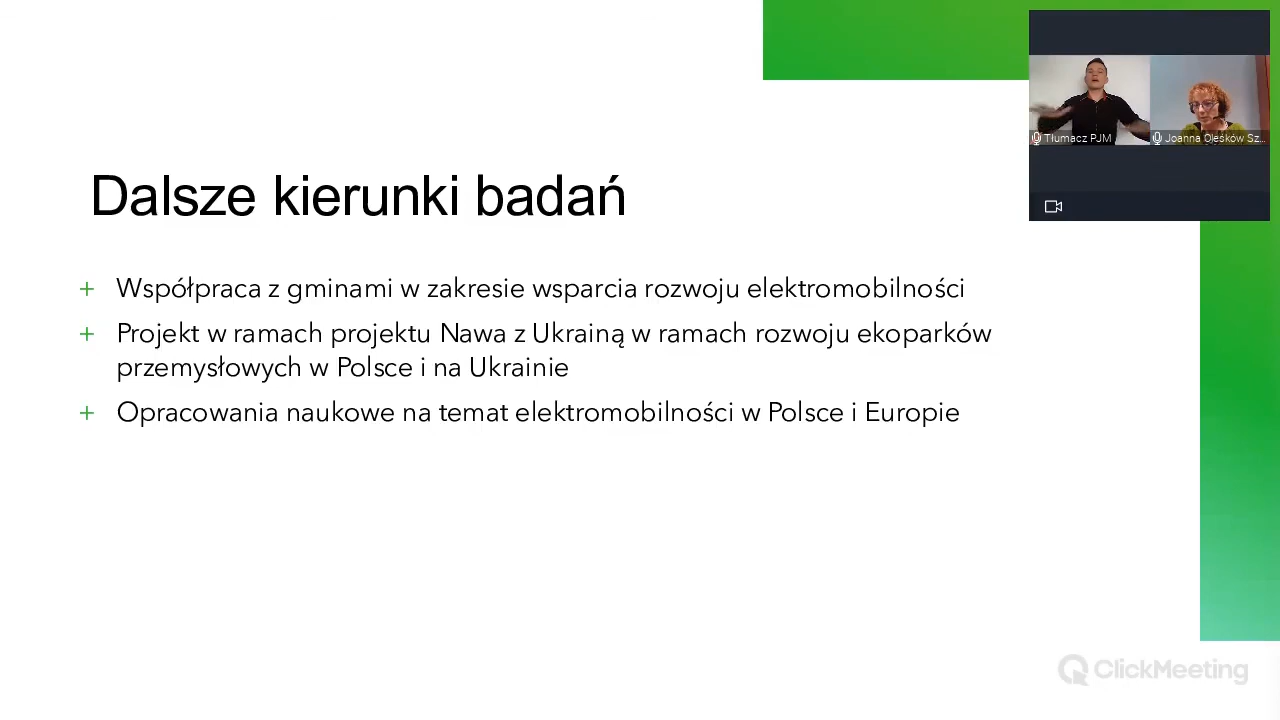 Tłumacz PJM
Joanna Oleśków Sz...
Dalsze kierunki badań
+ Współpraca z gminami w zakresie wsparcia rozwoju elektromobilności
+ Projekt w ramach projektu Nawa z Ukrainą w ramach rozwoju ekoparków
przemysłowych w Polsce i na Ukrainie
+ Opracowania naukowe na temat elektromobilności w Polsce i Europie
ClickMeeting